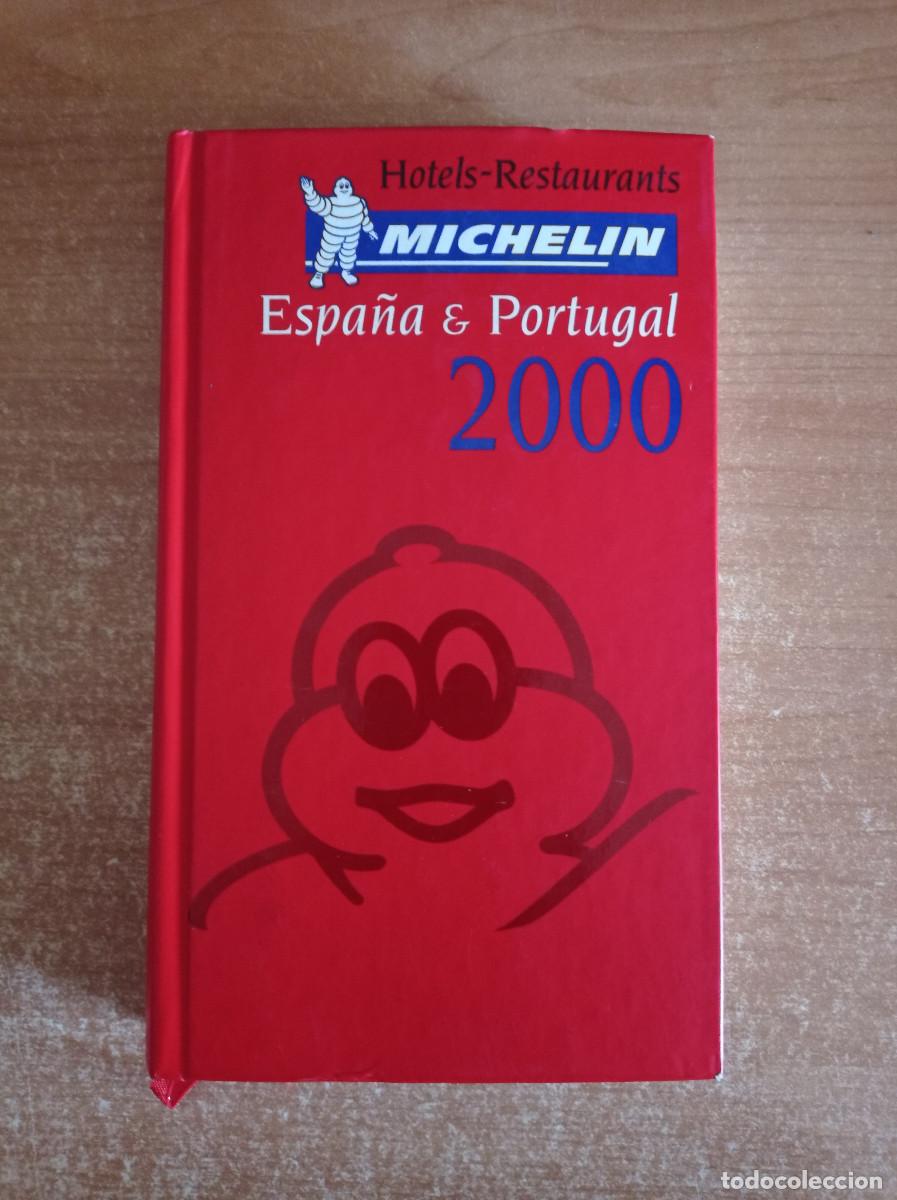 Hotels-Restaurants
MICHELIN
España & Portugal
2000
todocoleccion